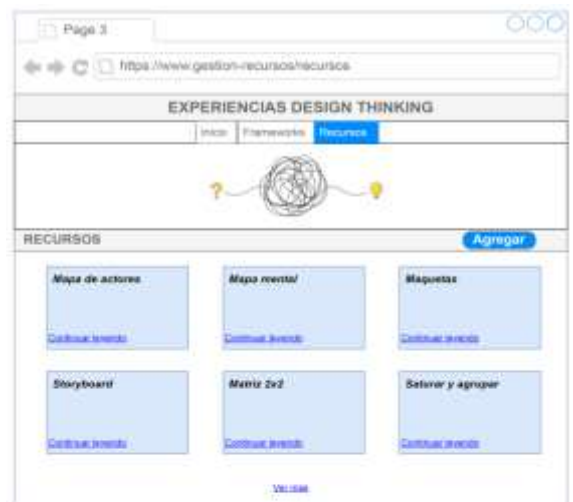 Page 3
https://www.gestion-recursos/recursos
EXPERIENCIAS DESIGN THINKING
Inicio Frameworks Recursos
?
RECURSOS
Agregar
Mapa de actores Mapa mental Maquetas
Continuar leyendo Continuar leyendo Continuar leyendo
Storyboard Matriz 2x2 Saturar y agrupar
Continuar leyendo Continuar leyendo Continuar leyendo
Ver mas